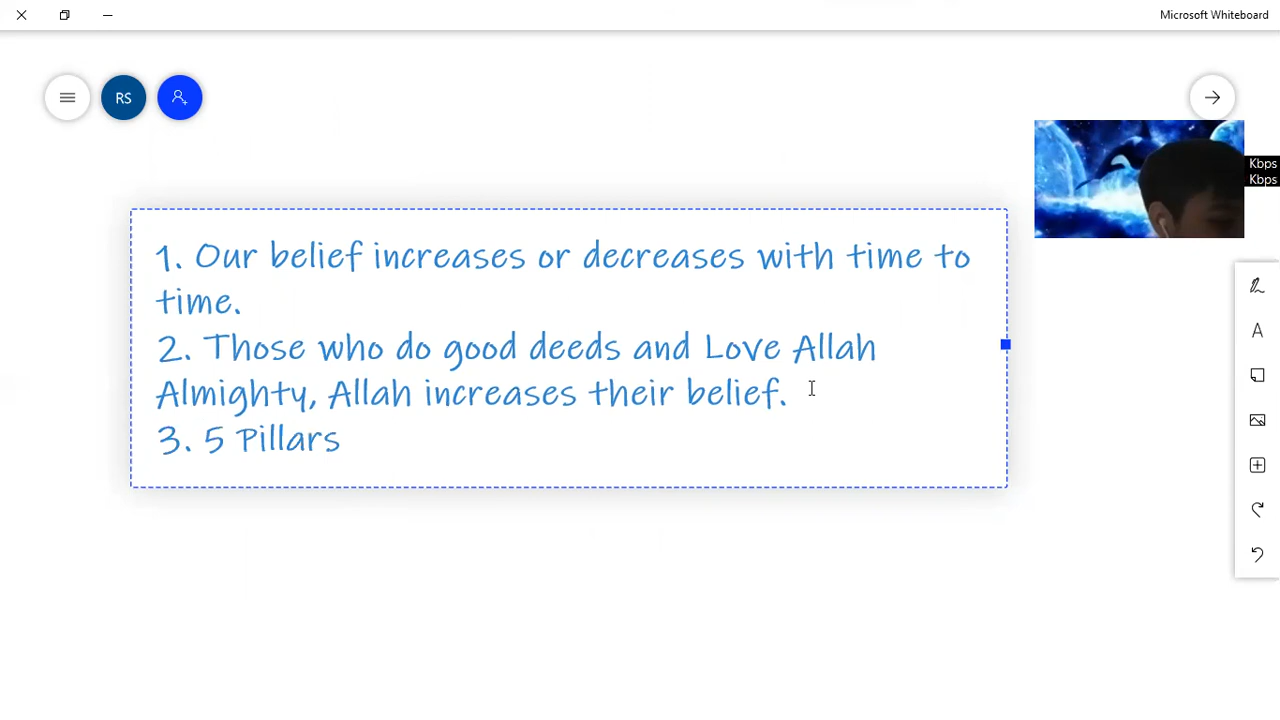 Microsoft Whiteboard
RS
Kbps
Kbps
1. Our belief increases or decreases with time to
time.
2. Those who do good deeds and Love Allah
Almighty, Allah increases their belief.
3. 5 Pillars
A